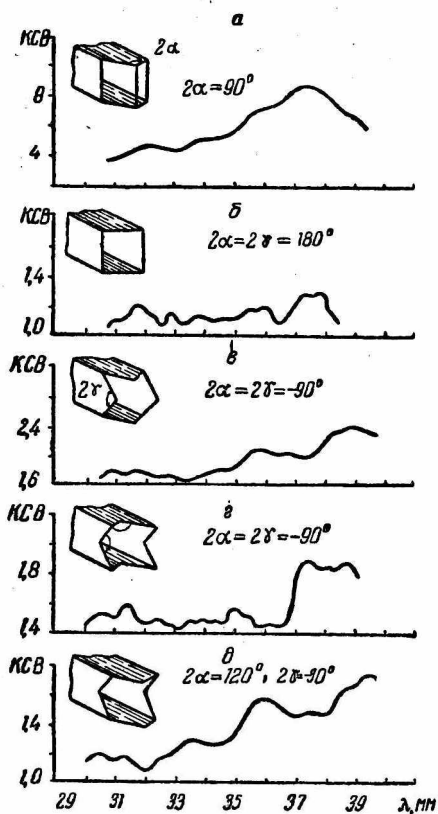 а
КСВ
2α
2α=90°
8
4
КСВ
б
2α=2γ=180°
1,4
1,0
КСВ
в
2γ
2α=2γ=-90°
2,4
1,6
КСВ
г
2α=2γ=-90°
1,8
1,4
КСВ
д
2α=120°, 2γ=-90°
1,4
1,0
29 31 33 35 37 39 λ,мм